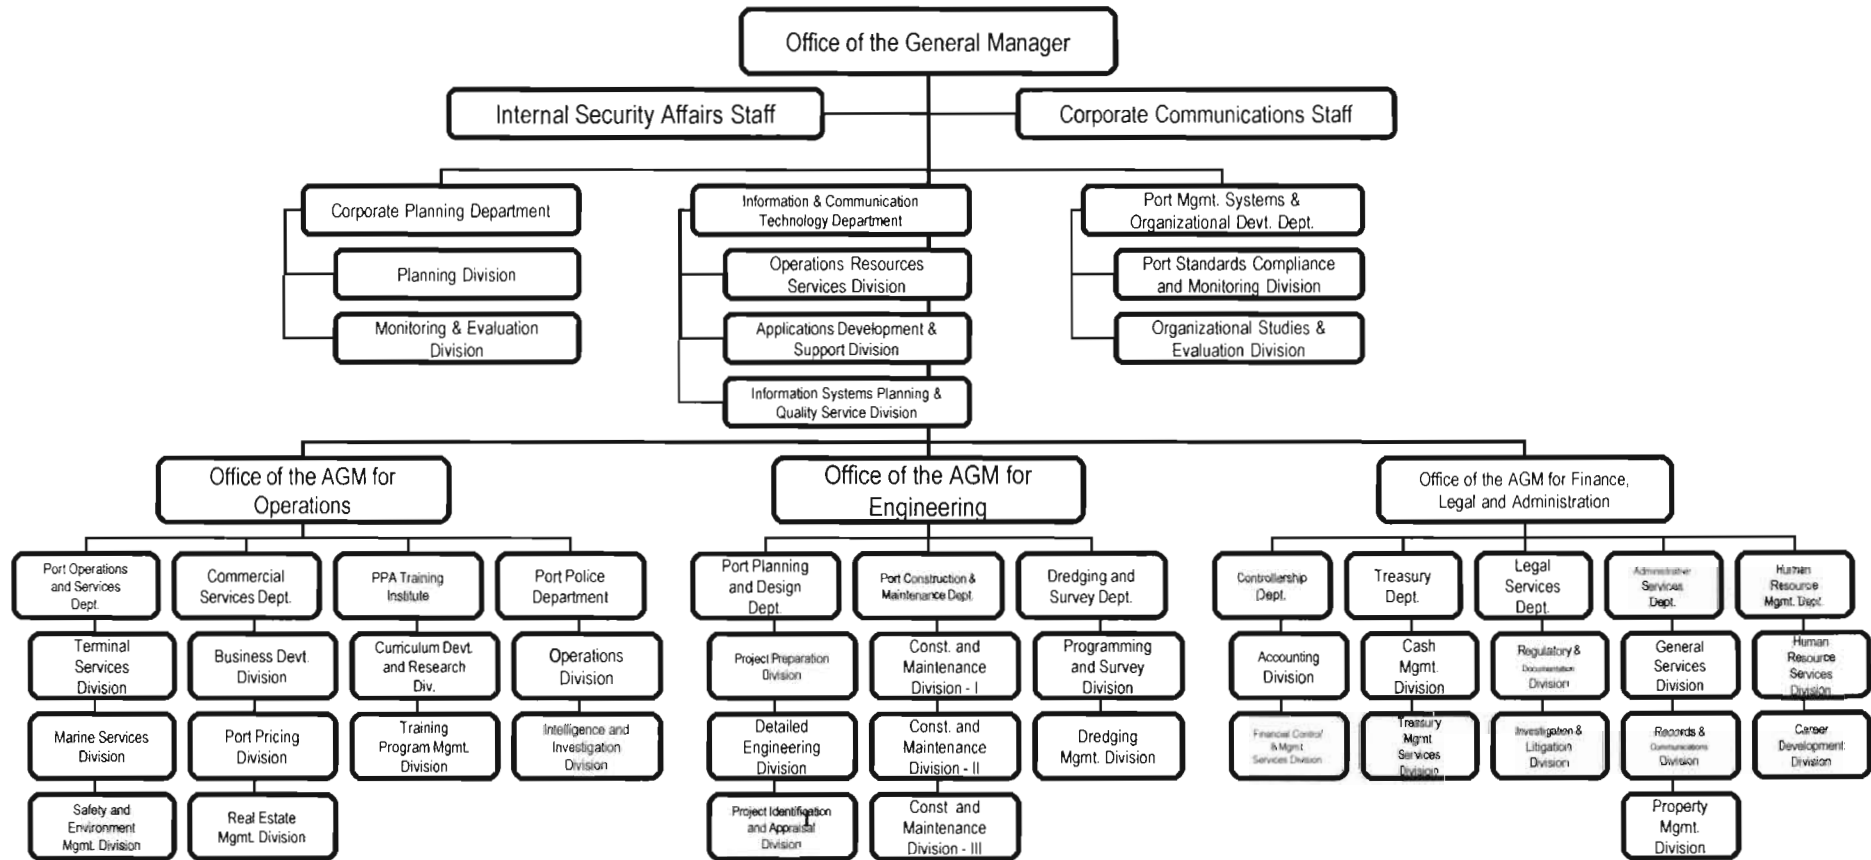 Office of the General Manager
Internal Security Affairs Staff
Corporate Communications Staff
Corporate Planning Department
Planning Division
Monitoring & Evaluation
Division
Information & Communication
Technology Department
Operations Resources
Services Division
Applications Development &
Support Division
Information Systems Planning &
Quality Service Division
Port Mgmt. Systems &
Organizational Devt. Dept.
Port Standards Compliance
and Monitoring Division
Organizational Studies &
Evaluation Division
Office of the AGM for
Operations
Port Operations
and Services
Dept.
Terminal
Services
Division
Marine Services
Division
Safety and
Environment
Mgmt. Division
Commercial
Services Dept.
Business Devt.
Division
Port Pricing
Division
Real Estate
Mgmt. Division
PPA Training
Institute
Curriculum Devt.
and Research
Div.
Training
Program Mgmt.
Division
Port Police
Department
Operations
Division
Intelligence and
Investigation
Division
Office of the AGM for
Engineering
Port Planning
and Design
Dept.
Project Preparation
Division
Detailed
Engineering
Division
Project Identification
and Appraisal
Division
Port Construction &
Maintenance Dept.
Const. and
Maintenance
Division - I
Const. and
Maintenance
Division - II
Const and
Maintenance
Division - III
Dredging and
Survey Dept.
Programming
and Survey
Division
Dredging
Mgmt. Division
Office of the AGM for Finance,
Legal and Administration
Controllership
Dept.
Accounting
Division
Financial Control
& Mgmt
Services Division
Treasury
Dept.
Cash
Mgmt.
Division
Treasury
Mgmt
Services
Division
Legal
Services
Dept.
Regulatory &
Documentation
Division
Investigation &
Litigation
Division
Administrative
Services
Dept.
General
Services
Division
Records &
Communications
Division
Property
Mgmt.
Division
Human
Resource
Mgmt. Dept.
Human
Resource
Services
Division
Career
Development
Division